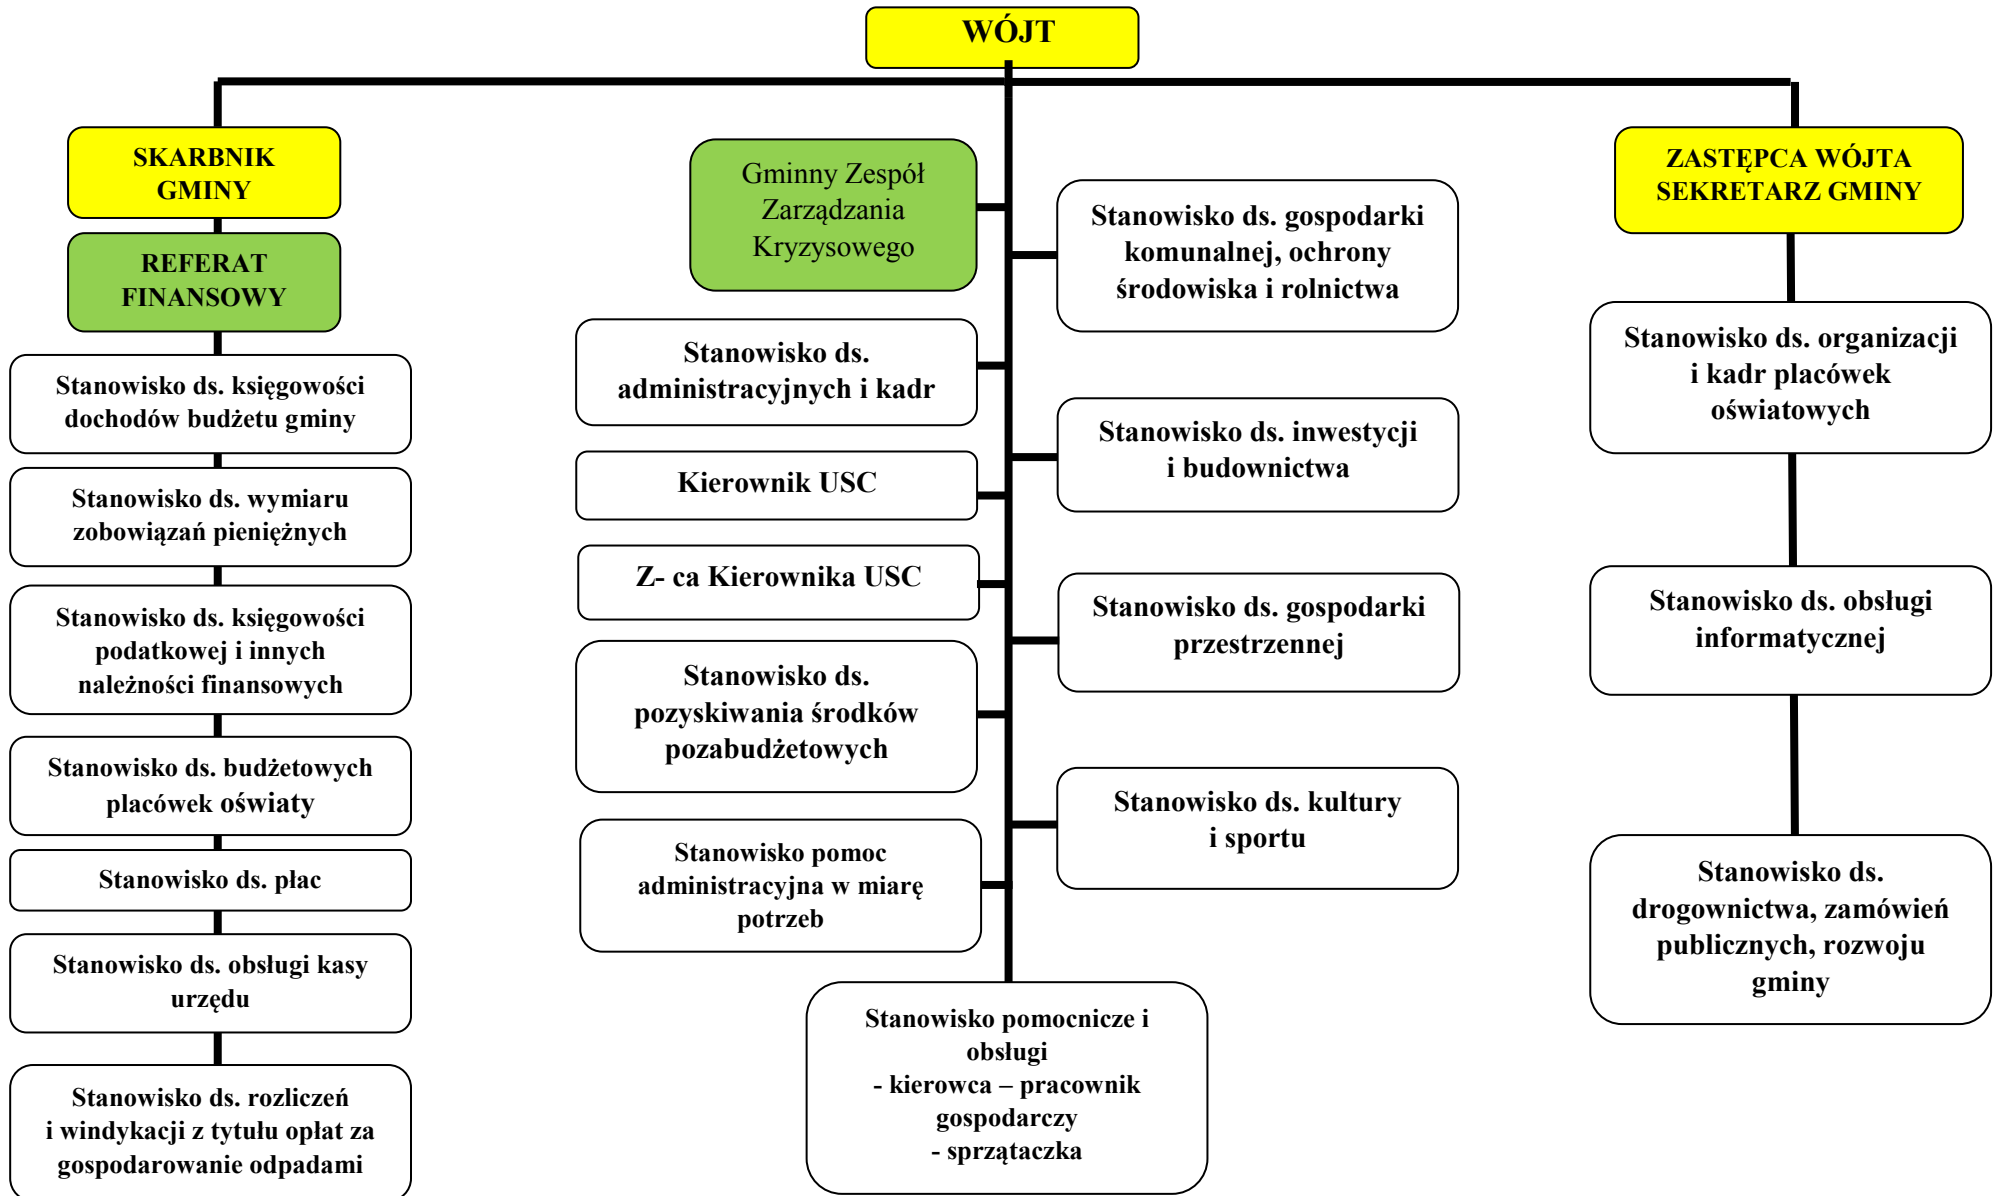 WÓJT
SKARBNIK
GMINY
REFERAT
FINANSOWY
Stanowisko ds. księgowości
dochodów budżetu gminy
Stanowisko ds. wymiaru
zobowiązań pieniężnych
Stanowisko ds. księgowości
podatkowej i innych
należności finansowych
Stanowisko ds. budżetowych
placówek oświaty
Stanowisko ds. płac
Stanowisko ds. obsługi kasy
urzędu
Stanowisko ds. rozliczeń
i windykacji z tytułu opłat za
gospodarowanie odpadami
Gminny Zespół
Zarządzania
Kryzysowego
Stanowisko ds.
administracyjnych i kadr
Kierownik USC
Z- ca Kierownika USC
Stanowisko ds.
pozyskiwania środków
pozabudżetowych
Stanowisko pomoc
administracyjna w miarę
potrzeb
Stanowisko ds. gospodarki
komunalnej, ochrony
środowiska i rolnictwa
Stanowisko ds. inwestycji
i budownictwa
Stanowisko ds. gospodarki
przestrzennej
Stanowisko ds. kultury
i sportu
Stanowisko pomocnicze i
obsługi
- kierowca – pracownik
gospodarczy
- sprzątaczka
ZASTĘPCA WÓJTA
SEKRETARZ GMINY
Stanowisko ds. organizacji
i kadr placówek
oświatowych
Stanowisko ds. obsługi
informatycznej
Stanowisko ds.
drogownictwa, zamówień
publicznych, rozwoju
gminy